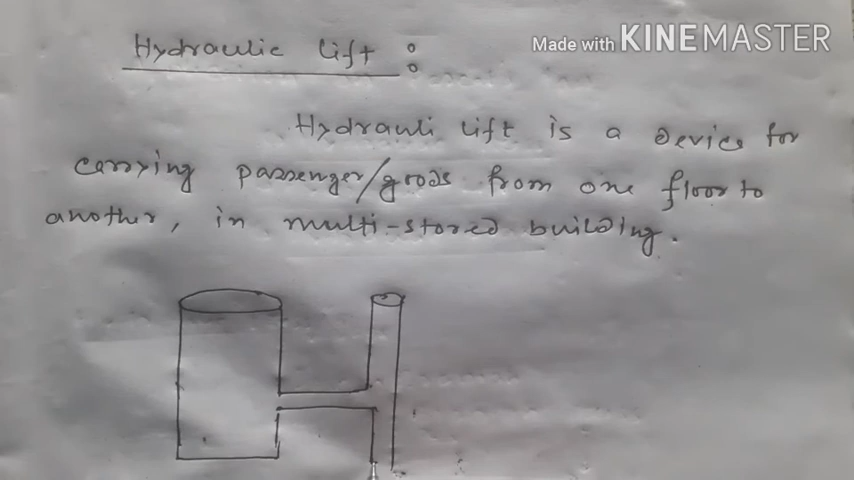 Hydraulic lift :
Made with KINEMASTER
Hydrauli lift is a device for
carrying passenger/goods from one floor to
another, in multi-stored building.